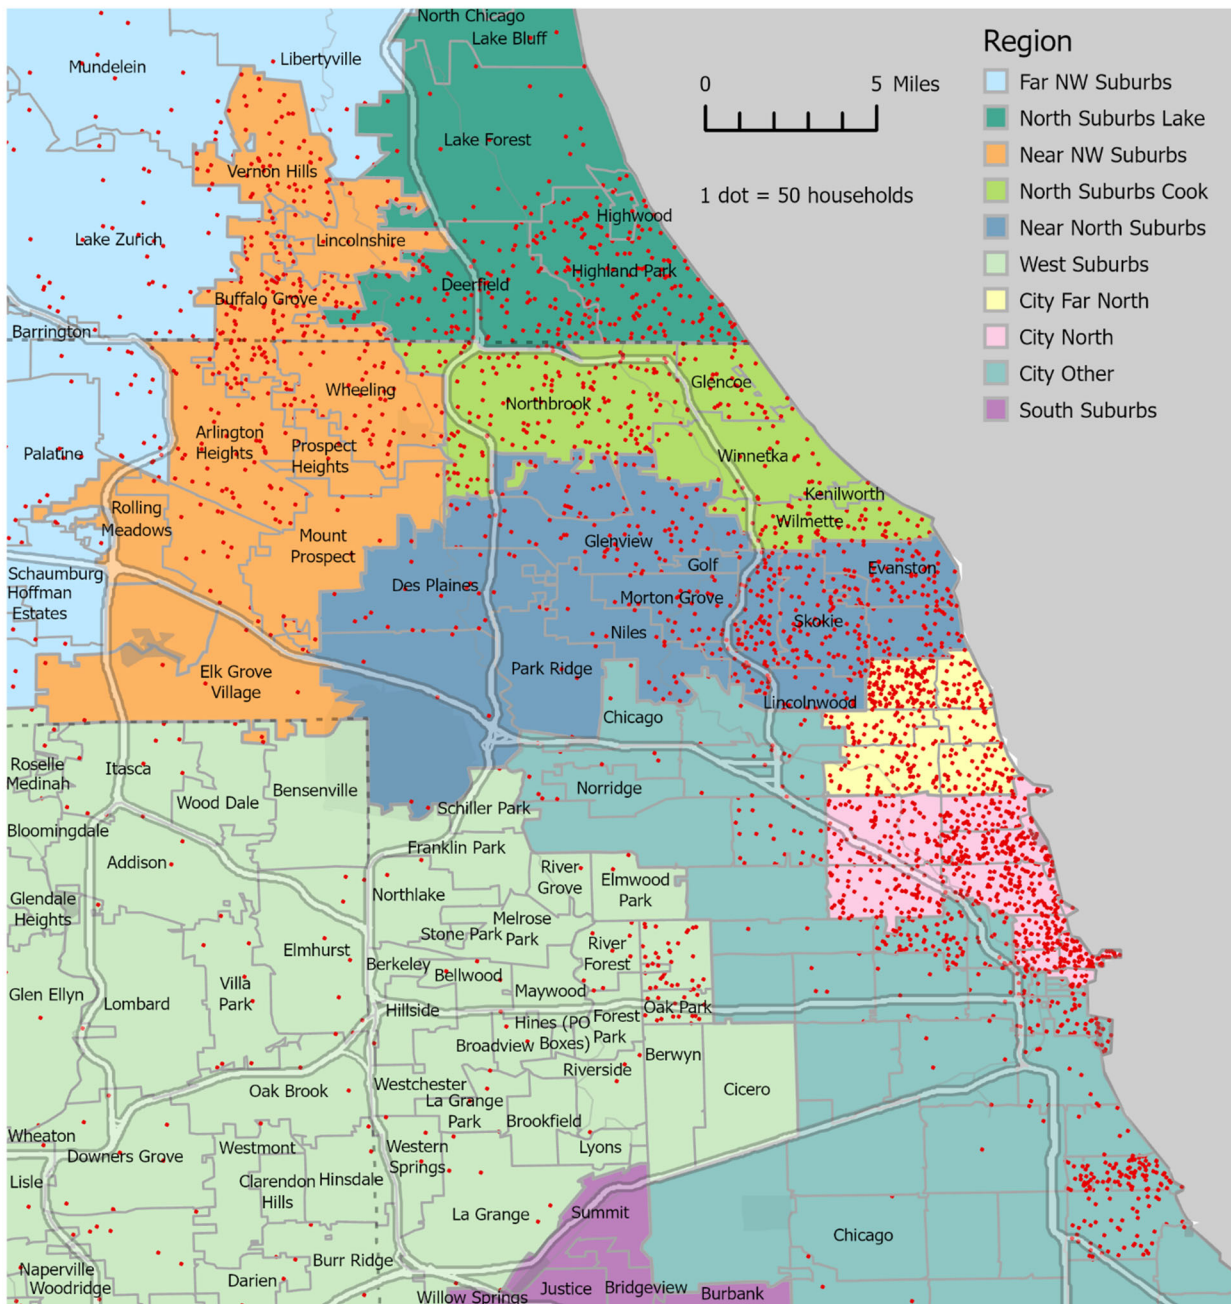 North Chicago
Lake Bluff
Mundelein
Libertyville
Lake Forest
Vernon Hills
Highwood
Lake Zurich
Lincolnshire
Highland Park
Deerfield
Buffalo Grove
Barrington
0
5 Miles
1 dot = 50 households
Region
Far NW Suburbs
North Suburbs Lake
Near NW Suburbs
North Suburbs Cook
Near North Suburbs
West Suburbs
City Far North
City North
City Other
South Suburbs
Glencoe
Wheeling
Northbrook
Arlington
Heights
Prospect
Heights
Palatine
Winnetka
Kenilworth
Wilmette
Rolling
Meadows
Mount
Prospect
Glenview
Golf
Evanston
Schaumburg
Hoffman
Estates
Des Plaines
Morton Grove
Skokie
Niles
Park Ridge
Elk Grove
Village
Lincolnwood
Chicago
Roselle
Medinah
Itasca
Wood Dale
Bensenville
Norridge
Schiller Park
Bloomingdale
Franklin Park
Addison
River
Grove
Elmwood
Park
Northlake
Glendale
Heights
Melrose
Park
Stone Park
Elmhurst
River
Forest
Berkeley
Bellwood
Villa
Park
Maywood
Glen Ellyn
Lombard
Hillside
Oak Park
Hines (PO
Boxes)
Forest
Park
Broadview
Berwyn
Riverside
Westchester
Oak Brook
Cicero
La Grange
Park
Brookfield
Wheaton
Downers Grove
Westmont
Western
Springs
Lyons
Lisle
Clarendon
Hills
Hinsdale
La Grange
Summit
Chicago
Burr Ridge
Naperville
Woodridge
Darien
Willow Springs
Justice
Bridgeview
Burbank